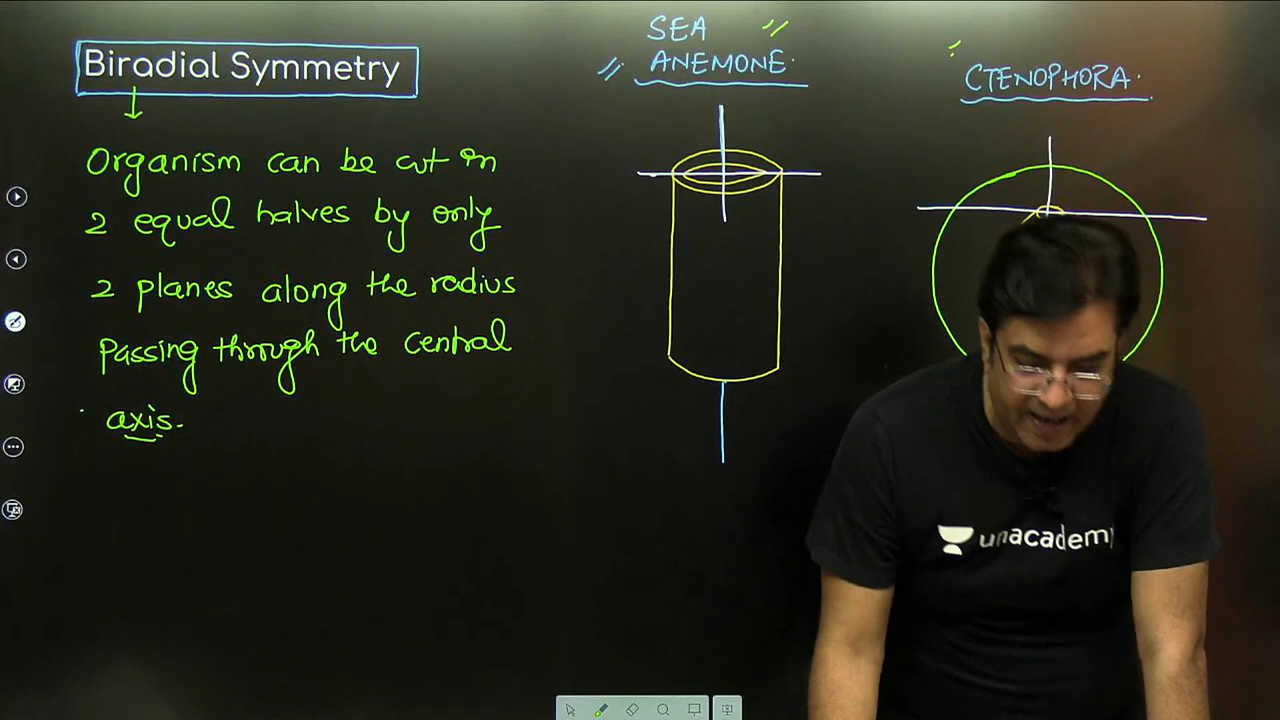 Biradial Symmetry
Organism can be cut in
2 equal halves by only
2 planes along the radius
passing through the central
axis.
SEA
ANEMONE
CTENOPHORA
unacademy